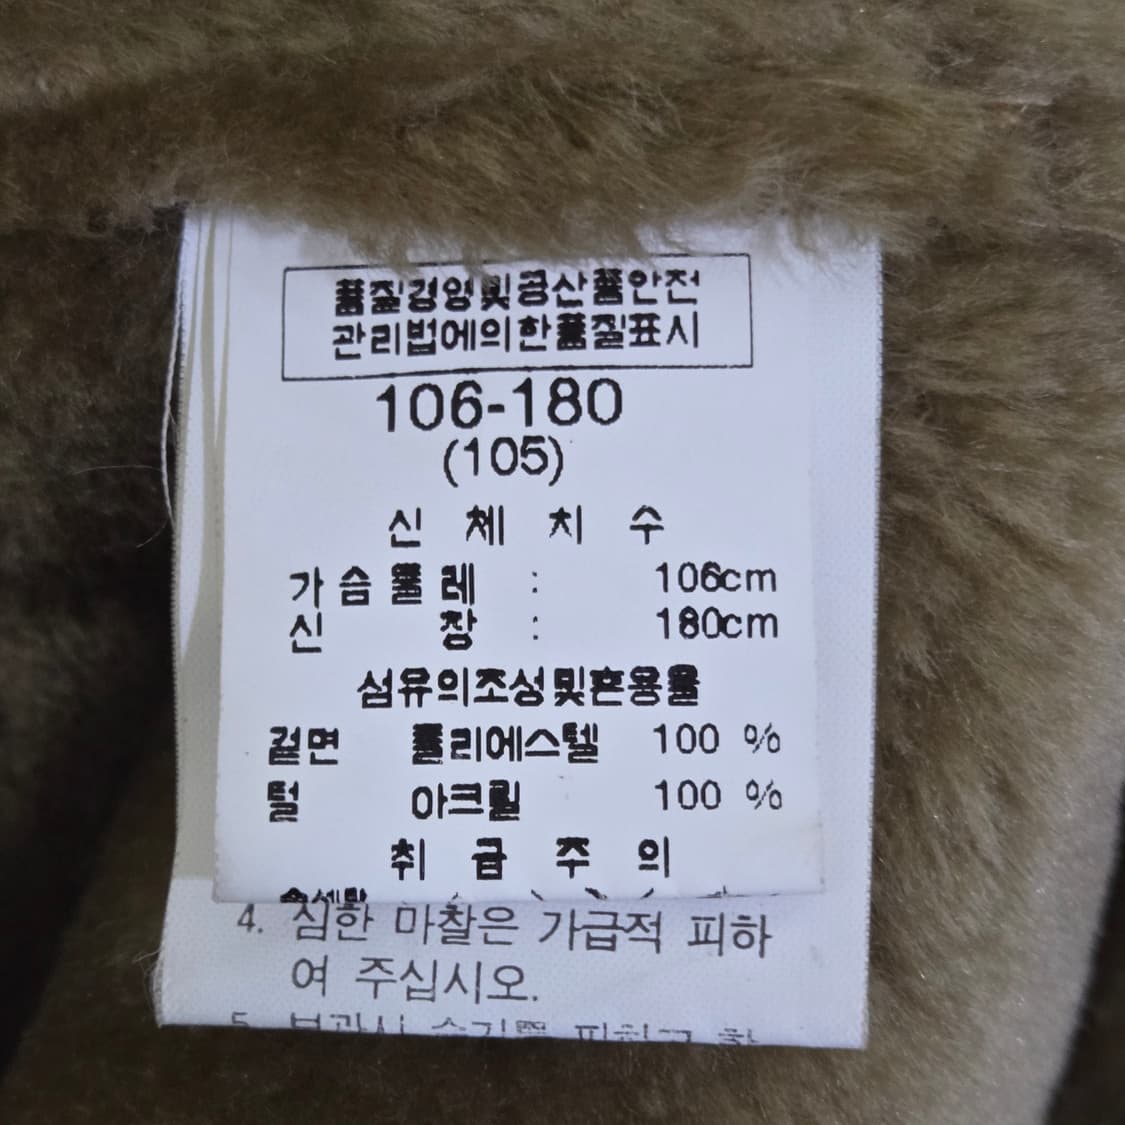 품질경영및공산품안전
관리법에의한품질표시
106-180
(105)
신 체 치 수
가슴둘레 : 106cm
신 장 : 180cm
섬유의조성및혼용율
겉면 폴리에스텔 100 %
털 아크릴 100 %
취 급 주 의
4. 심한 마찰은 가급적 피하
여 주십시오.